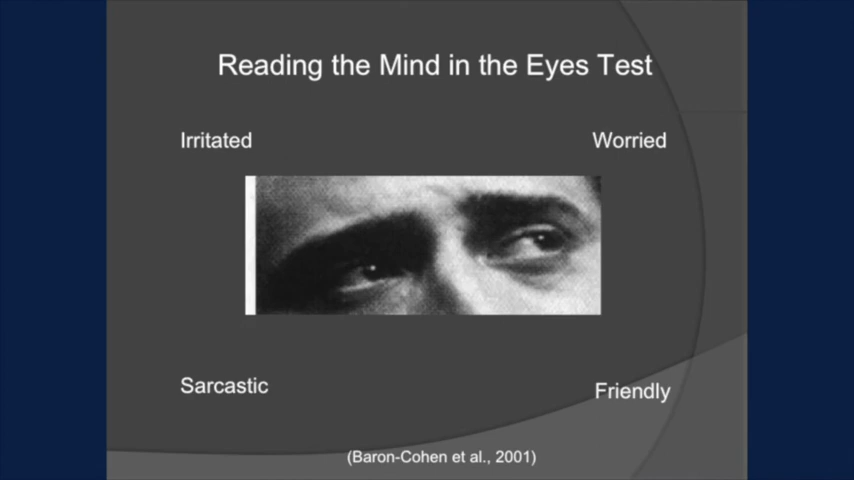 Reading the Mind in the Eyes Test
Irritated
Worried
Sarcastic
Friendly
(Baron-Cohen et al., 2001)